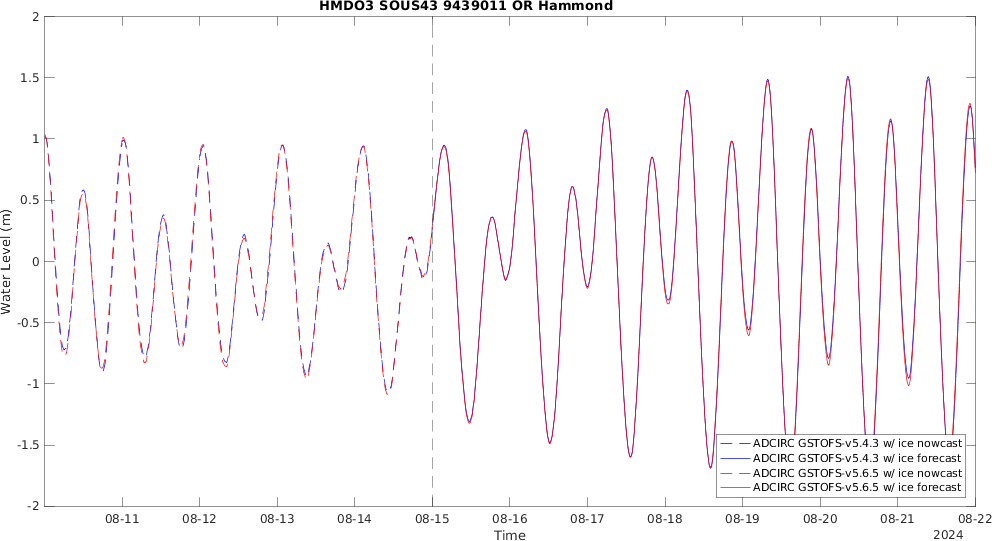 HMDO3 SOUS43 9439011 OR Hammond
2
1.5
1
0.5
0
-0.5
-1
-1.5
-2
Water Level (m)
ADCIRC GSTOFS-v5.4.3 w/ ice nowcast
ADCIRC GSTOFS-v5.4.3 w/ ice forecast
ADCIRC GSTOFS-v5.6.5 w/ ice nowcast
ADCIRC GSTOFS-v5.6.5 w/ ice forecast
08-11 08-12 08-13 08-14 08-15 08-16 08-17 08-18 08-19 08-20 08-21 08-22
Time
2024